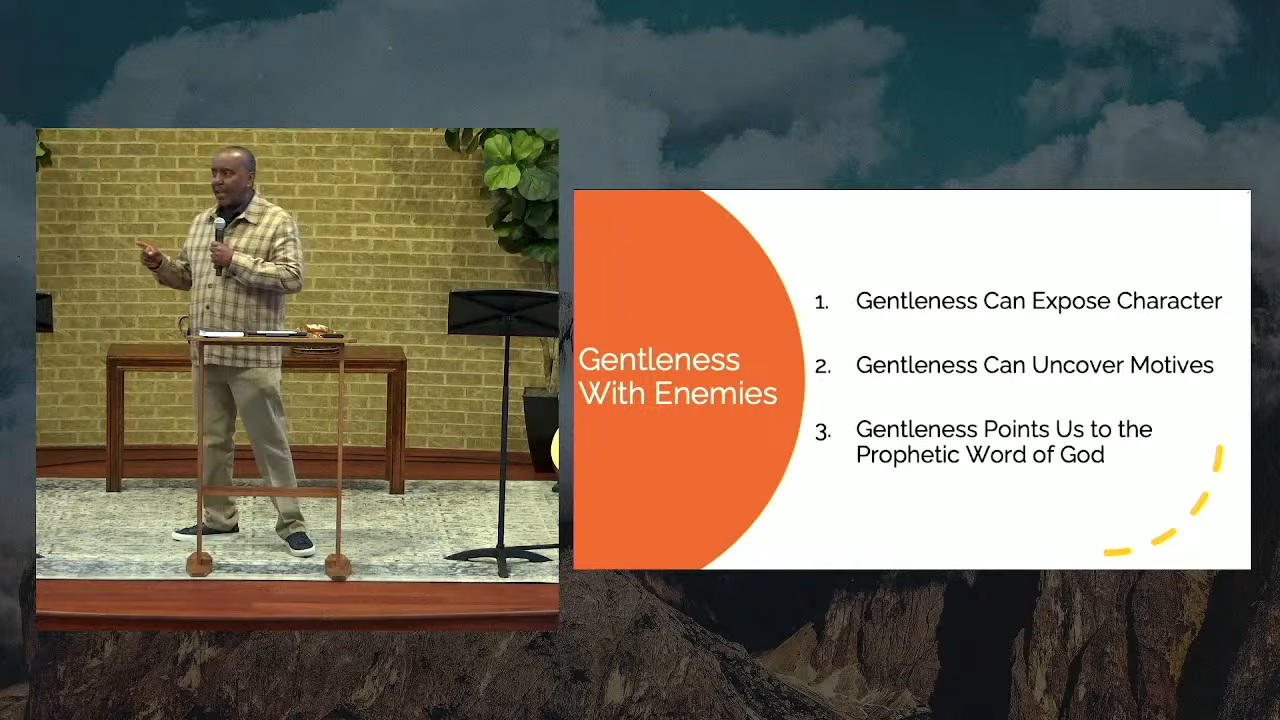 Gentleness
With Enemies
1. Gentleness Can Expose Character
2. Gentleness Can Uncover Motives
3. Gentleness Points Us to the
Prophetic Word of God